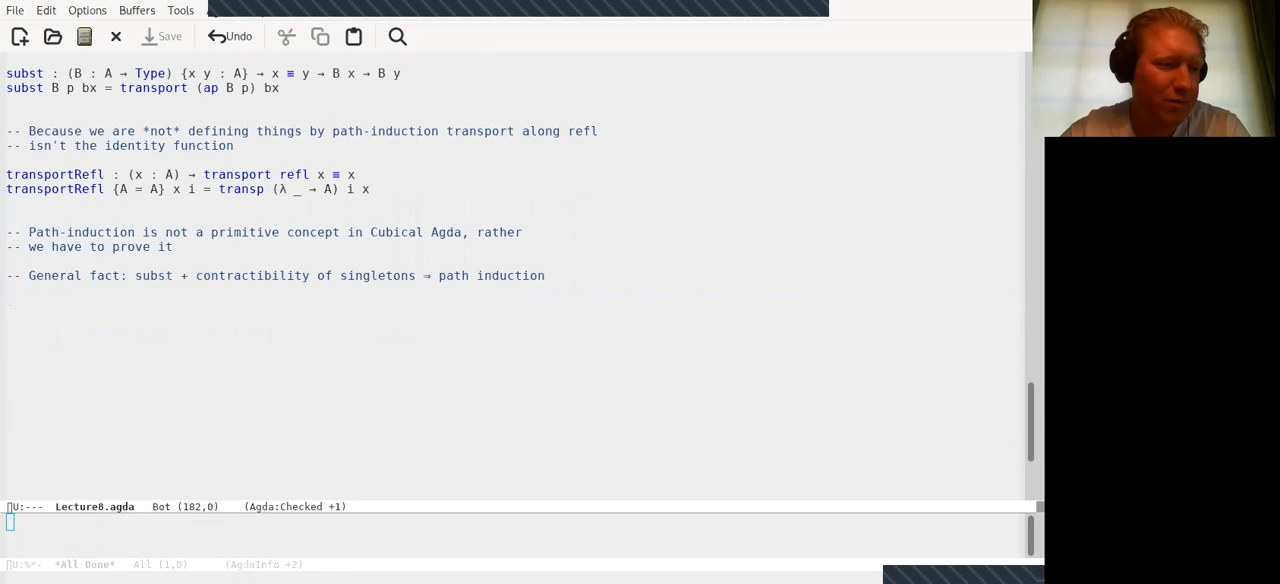 File Edit Options Buffers Tools
Save Undo
subst : (B : A → Type) {x y : A} → x ≡ y → B x → B y
subst B p bx = transport (ap B p) bx
-- Because we are *not* defining things by path-induction transport along refl
-- isn't the identity function
transportRefl : (x : A) → transport refl x ≡ x
transportRefl {A = A} x i = transp (λ _ → A) i x
-- Path-induction is not a primitive concept in Cubical Agda, rather
-- we have to prove it
-- General fact: subst + contractibility of singletons ⇒ path induction
U:--- Lecture8.agda Bot (182,0) (Agda:Checked +1)
U:%*- *All Done* All (1,0) (AgdaInfo +2)